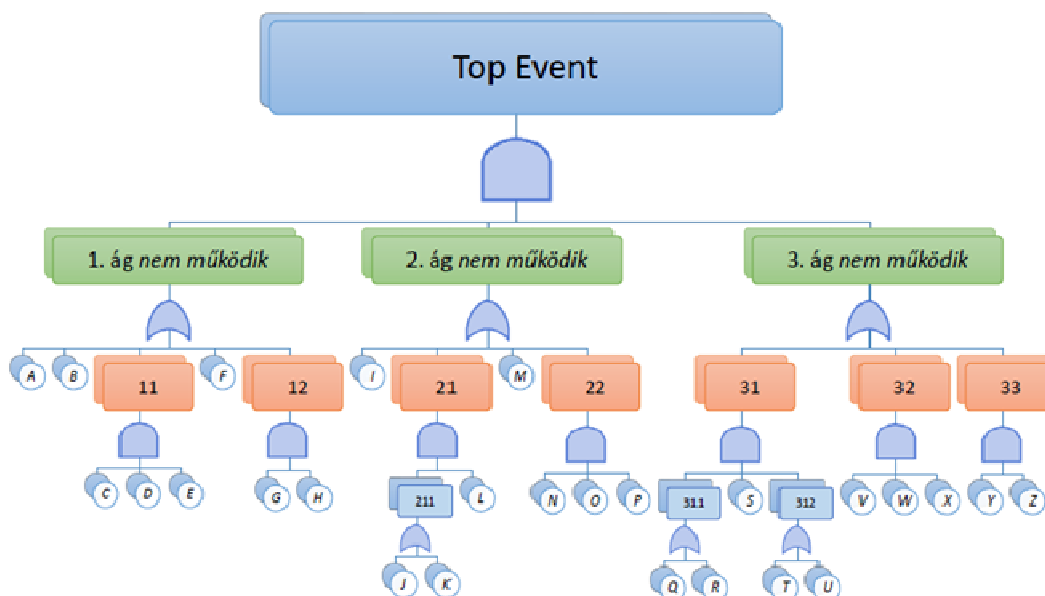 Top Event
1. ág nem működik
2. ág nem működik
3. ág nem működik
A
B
11
F
12
I
21
M
22
31
32
33
C
D
E
G
H
211
L
N
O
P
311
S
312
V
W
X
Y
Z
J
K
Q
R
T
U